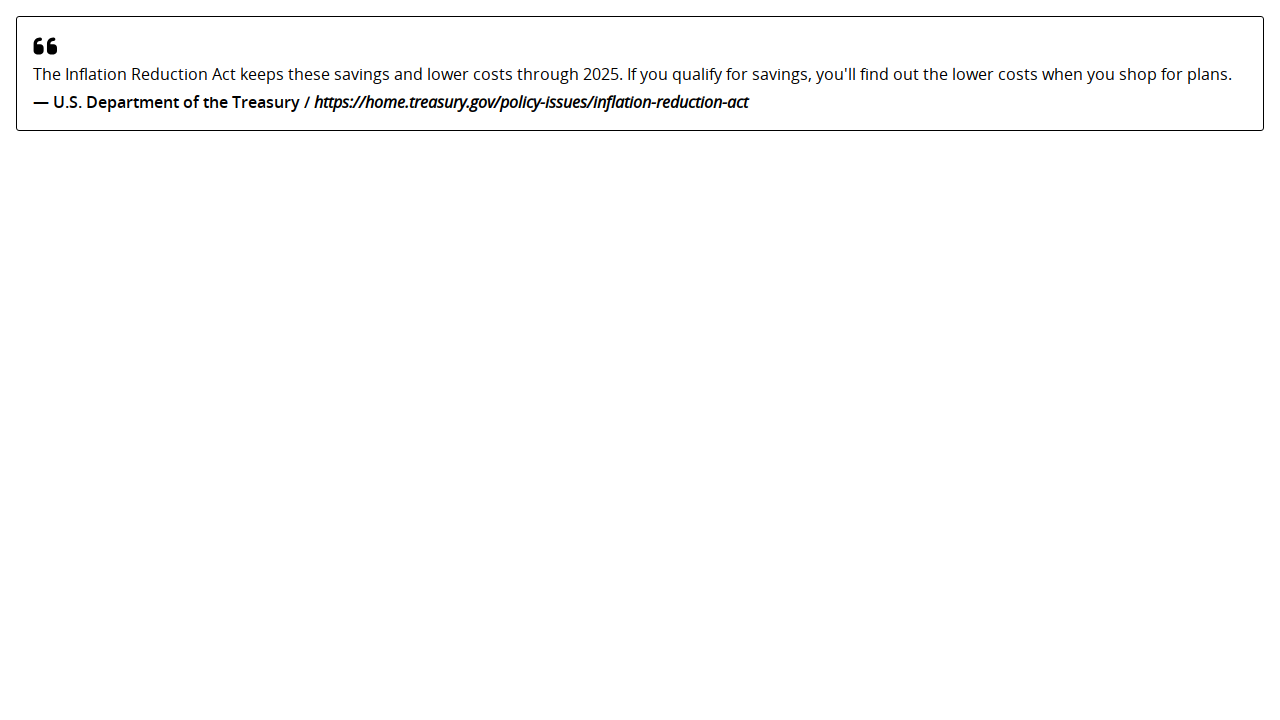 ❝
The Inflation Reduction Act keeps these savings and lower costs through 2025. If you qualify for savings, you'll find out the lower costs when you shop for plans.
— U.S. Department of the Treasury / https://home.treasury.gov/policy-issues/inflation-reduction-act